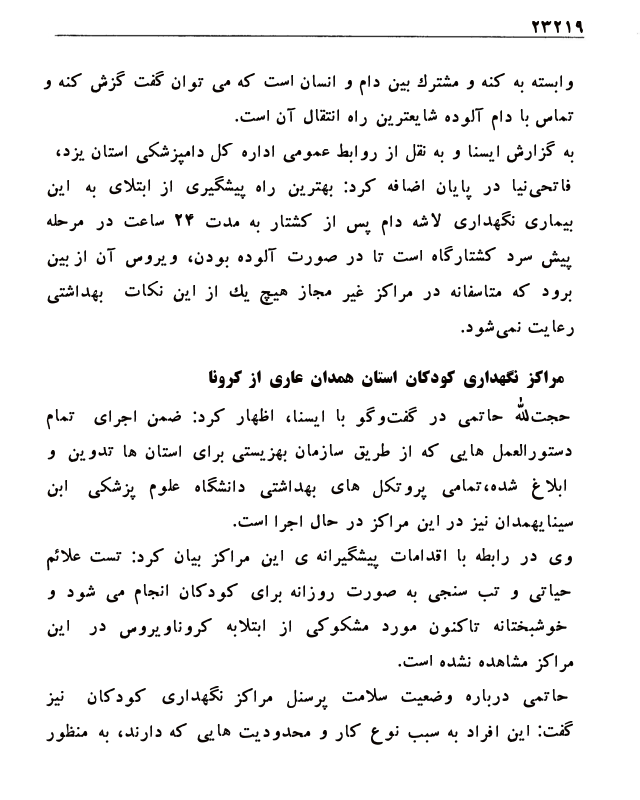 ۲۳۲۱۹
وابسته به کنه و مشترك بین دام و انسان است که می توان گفت گزش کنه و
تماس با دام آلوده شایعترین راه انتقال آن است.
به گزارش ایسنا و به نقل از روابط عمومی اداره کل دامپزشکی استان یزد،
فاتحی‌نیا در پایان اضافه کرد: بهترین راه پیشگیری از ابتلای به این
بیماری نگهداری لاشه دام پس از کشتار به مدت ۲۴ ساعت در مرحله
پیش سرد کشتارگاه است تا در صورت آلوده بودن، ویروس آن از بین
برود که متاسفانه در مراکز غیر مجاز هیچ یك از این نکات بهداشتی
رعایت نمی‌شود.
مراکز نگهداری کودکان استان همدان عاری از کرونا
حجت‌الله حاتمی در گفت‌وگو با ایسنا، اظهار کرد: ضمن اجرای تمام
دستورالعمل هایی که از طریق سازمان بهزیستی برای استان ها تدوین و
ابلاغ شده،تمامی پروتکل های بهداشتی دانشگاه علوم پزشکی ابن
سینایهمدان نیز در این مراکز در حال اجرا است.
وی در رابطه با اقدامات پیشگیرانه ی این مراکز بیان کرد: تست علائم
حیاتی و تب سنجی به صورت روزانه برای کودکان انجام می شود و
خوشبختانه تاکنون مورد مشکوکی از ابتلابه کروناویروس در این
مراکز مشاهده نشده است.
حاتمی درباره وضعیت سلامت پرسنل مراکز نگهداری کودکان نیز
گفت: این افراد به سبب نوع کار و محدودیت هایی که دارند، به منظور